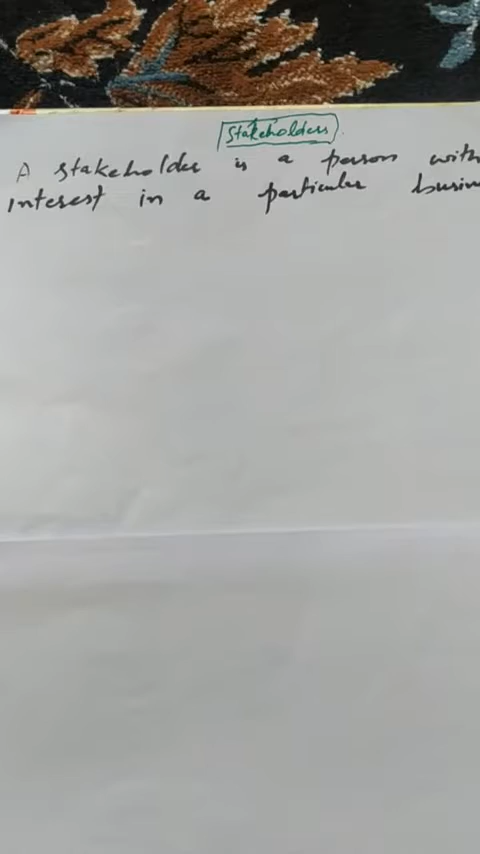 Stakeholders
A stakeholder is a person with
interest in a particular